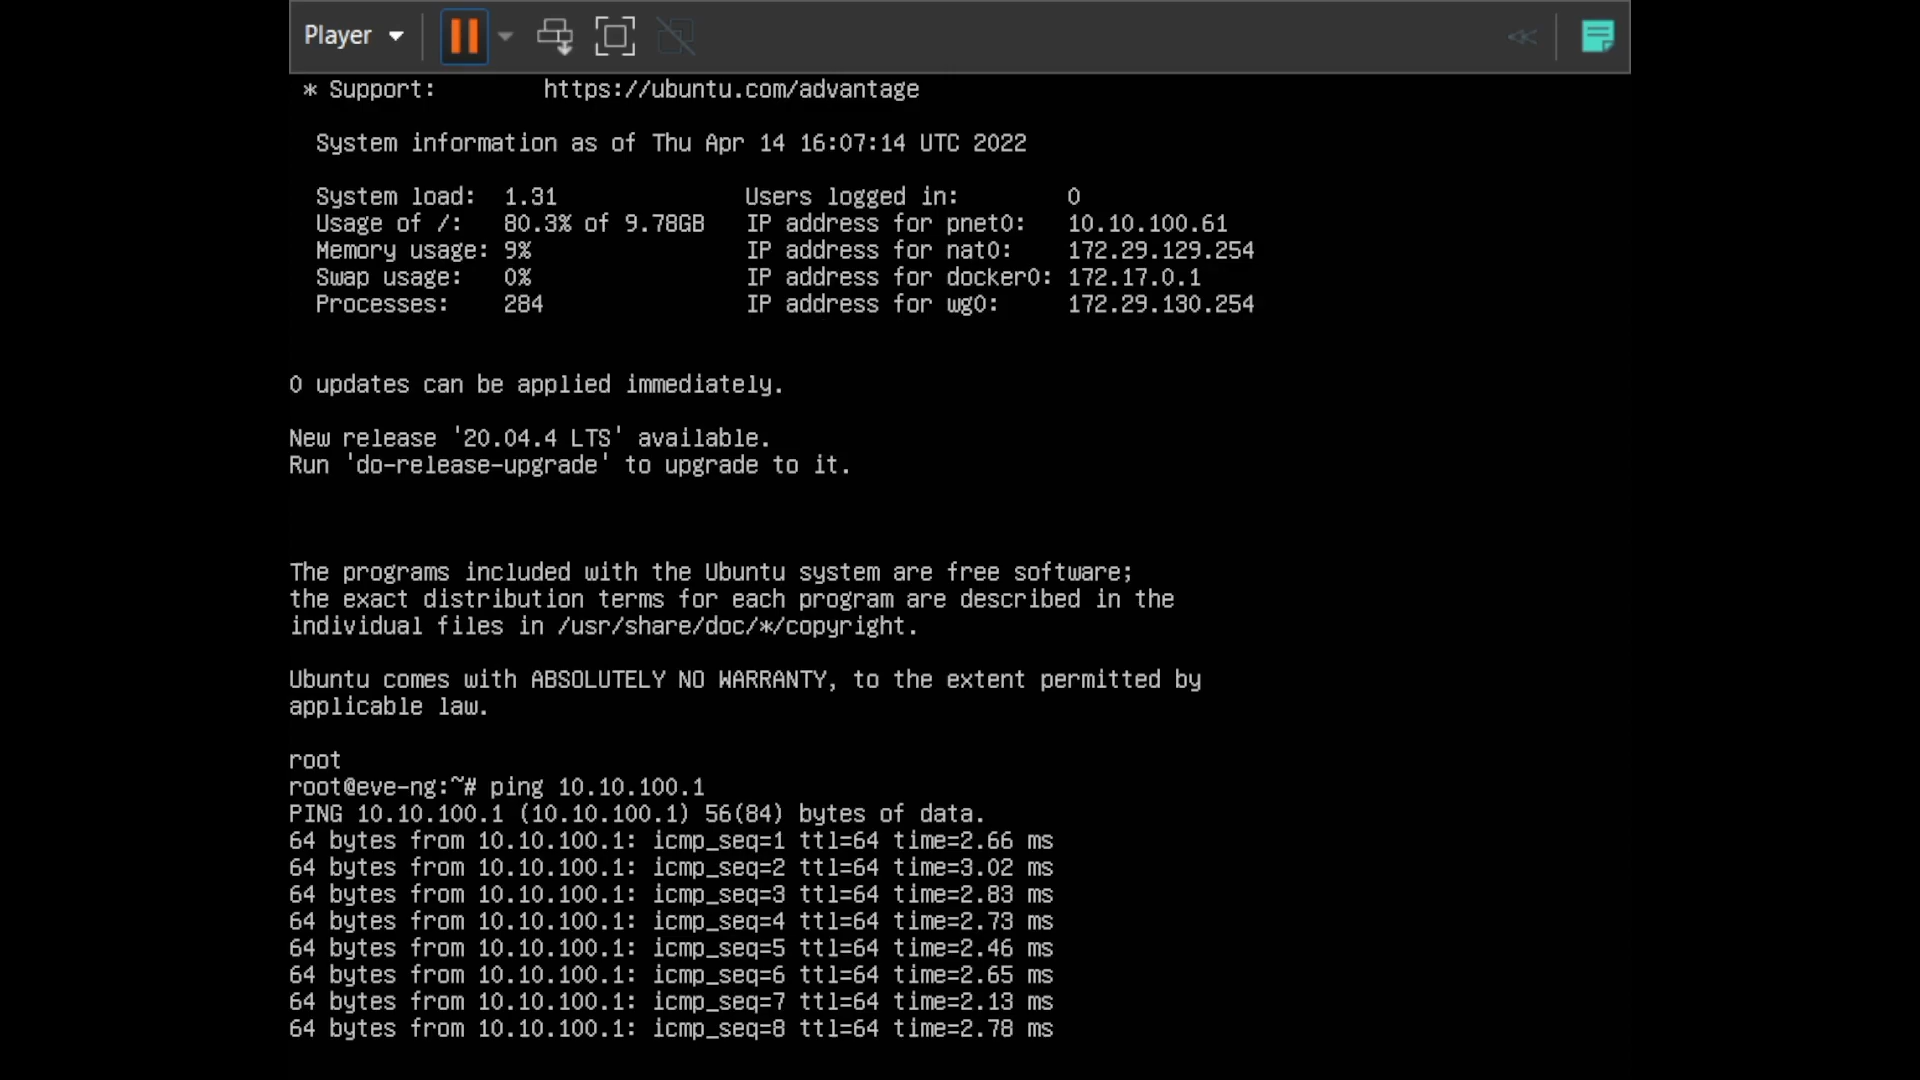 Player
* Support: https://ubuntu.com/advantage
System information as of Thu Apr 14 16:07:14 UTC 2022
System load: 1.31 Users logged in: 0
Usage of /: 80.3% of 9.78GB IP address for pnet0: 10.10.100.61
Memory usage: 9% IP address for nat0: 172.29.129.254
Swap usage: 0% IP address for docker0: 172.17.0.1
Processes: 284 IP address for wg0: 172.29.130.254
0 updates can be applied immediately.
New release '20.04.4 LTS' available.
Run 'do-release-upgrade' to upgrade to it.
The programs included with the Ubuntu system are free software;
the exact distribution terms for each program are described in the
individual files in /usr/share/doc/*/copyright.
Ubuntu comes with ABSOLUTELY NO WARRANTY, to the extent permitted by
applicable law.
root
root@eve-ng:~# ping 10.10.100.1
PING 10.10.100.1 (10.10.100.1) 56(84) bytes of data.
64 bytes from 10.10.100.1: icmp_seq=1 ttl=64 time=2.66 ms
64 bytes from 10.10.100.1: icmp_seq=2 ttl=64 time=3.02 ms
64 bytes from 10.10.100.1: icmp_seq=3 ttl=64 time=2.83 ms
64 bytes from 10.10.100.1: icmp_seq=4 ttl=64 time=2.73 ms
64 bytes from 10.10.100.1: icmp_seq=5 ttl=64 time=2.46 ms
64 bytes from 10.10.100.1: icmp_seq=6 ttl=64 time=2.65 ms
64 bytes from 10.10.100.1: icmp_seq=7 ttl=64 time=2.13 ms
64 bytes from 10.10.100.1: icmp_seq=8 ttl=64 time=2.78 ms